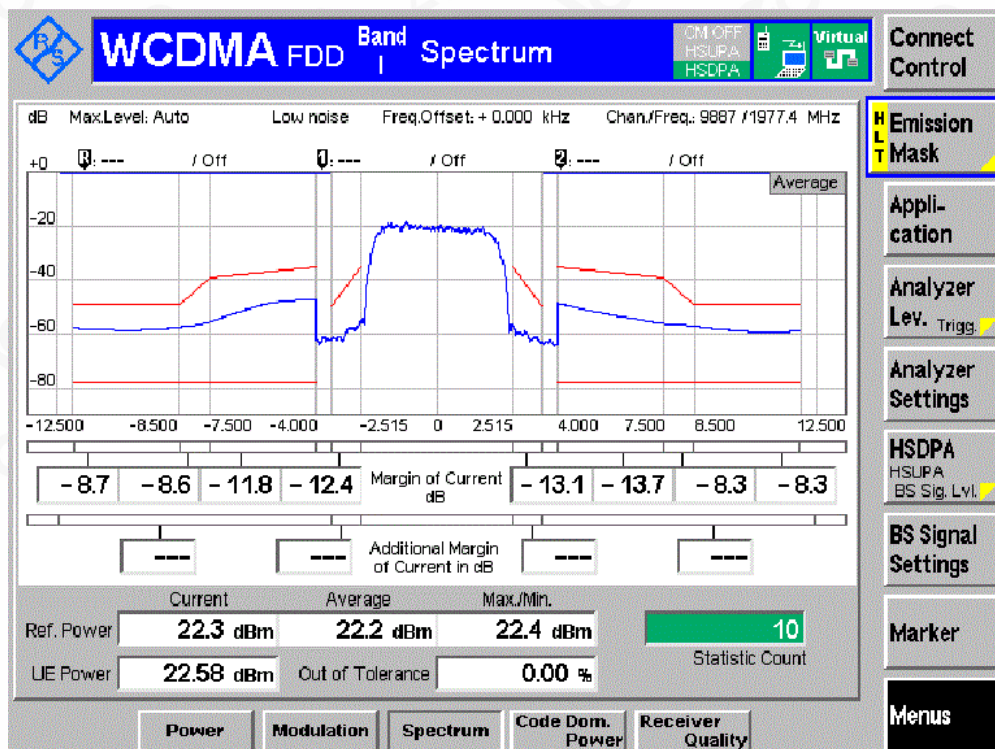 R/S
WCDMA FDD Band I Spectrum
CM OFF
HSUPA
HSDPA
Virtual
Connect Control
dB Max.Level: Auto Low noise Freq.Offset: + 0.000 kHz Chan./Freq.: 9887 / 1977.4 MHz
HLT
Emission Mask
R: --- / Off 1: --- / Off 2: --- / Off
+0
Average
Appli-
cation
-20
-40
Analyzer
Lev. Trigg.
-60
-80
Analyzer
Settings
-12.500 -8.500 -7.500 -4.000 -2.515 0 2.515 4.000 7.500 8.500 12.500
HSDPA
HSUPA
BS Sig. Lvl.
- 8.7 - 8.6 - 11.8 - 12.4 Margin of Current dB - 13.1 - 13.7 - 8.3 - 8.3
BS Signal
Settings
--- --- Additional Margin of Current in dB --- ---
Current Average Max./Min.
Ref. Power 22.3 dBm 22.2 dBm 22.4 dBm 10
Statistic Count
Marker
UE Power 22.58 dBm Out of Tolerance 0.00 %
Menus
Power Modulation Spectrum Code Dom. Power Receiver Quality